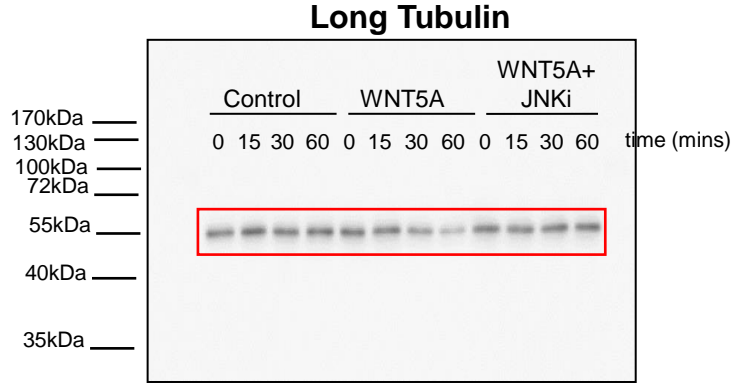 Long Tubulin
WNT5A+
Control WNT5A JNKi
170kDa
130kDa 0 15 30 60 0 15 30 60 0 15 30 60 time (mins)
100kDa
72kDa
55kDa
40kDa
35kDa